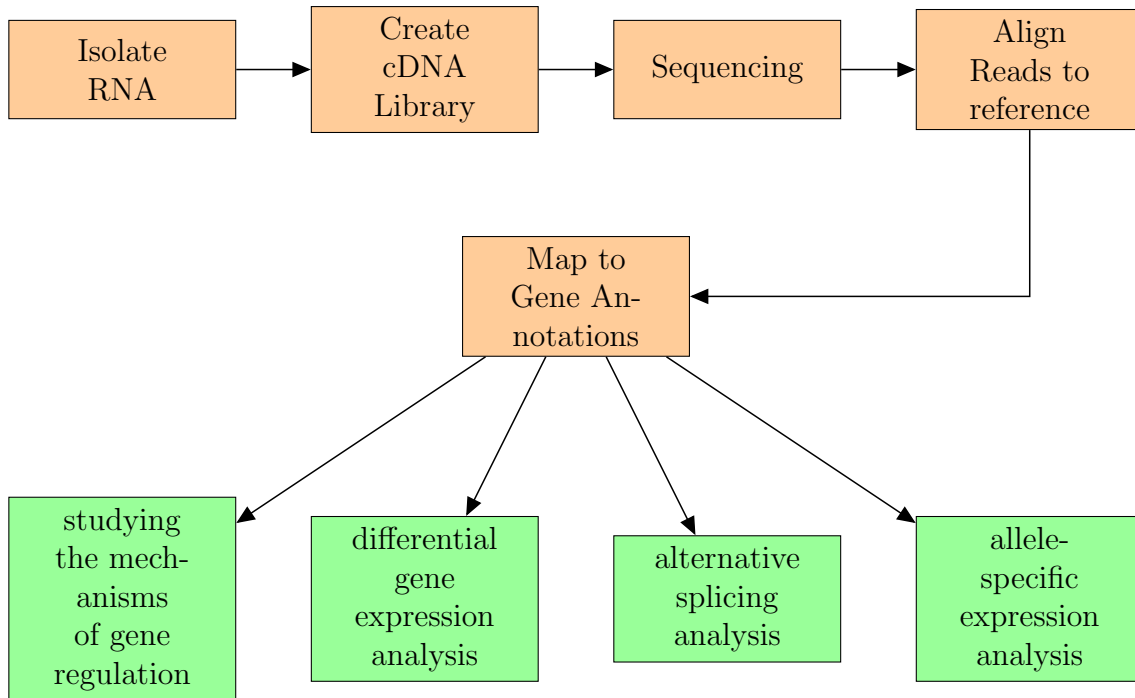 Isolate
RNA
Create
cDNA
Library
Sequencing
Align
Reads to
reference
Map to
Gene An-
notations
studying
the mech-
anisms
of gene
regulation
differential
gene
expression
analysis
alternative
splicing
analysis
allele-
specific
expression
analysis